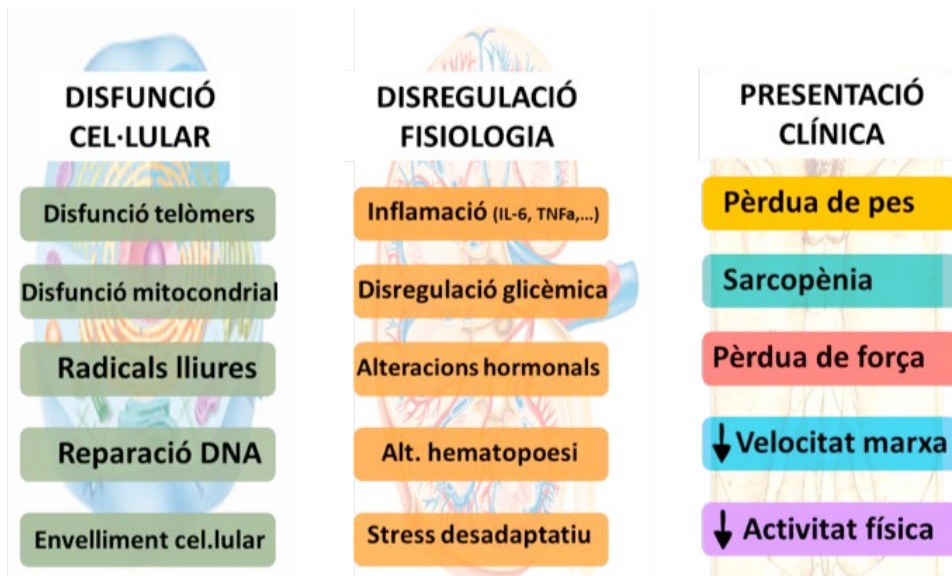 DISFUNCIÓ
CEL·LULAR
Disfunció telòmers
Disfunció mitocondrial
Radicals lliures
Reparació DNA
Envelliment cel.lular
DISREGULACIÓ
FISIOLOGIA
Inflamació (IL-6, TNFa,...)
Disregulació glicèmica
Alteracions hormonals
Alt. hematopoesi
Stress desadaptatiu
PRESENTACIÓ
CLÍNICA
Pèrdua de pes
Sarcopènia
Pèrdua de força
↓ Velocitat marxa
↓ Activitat física